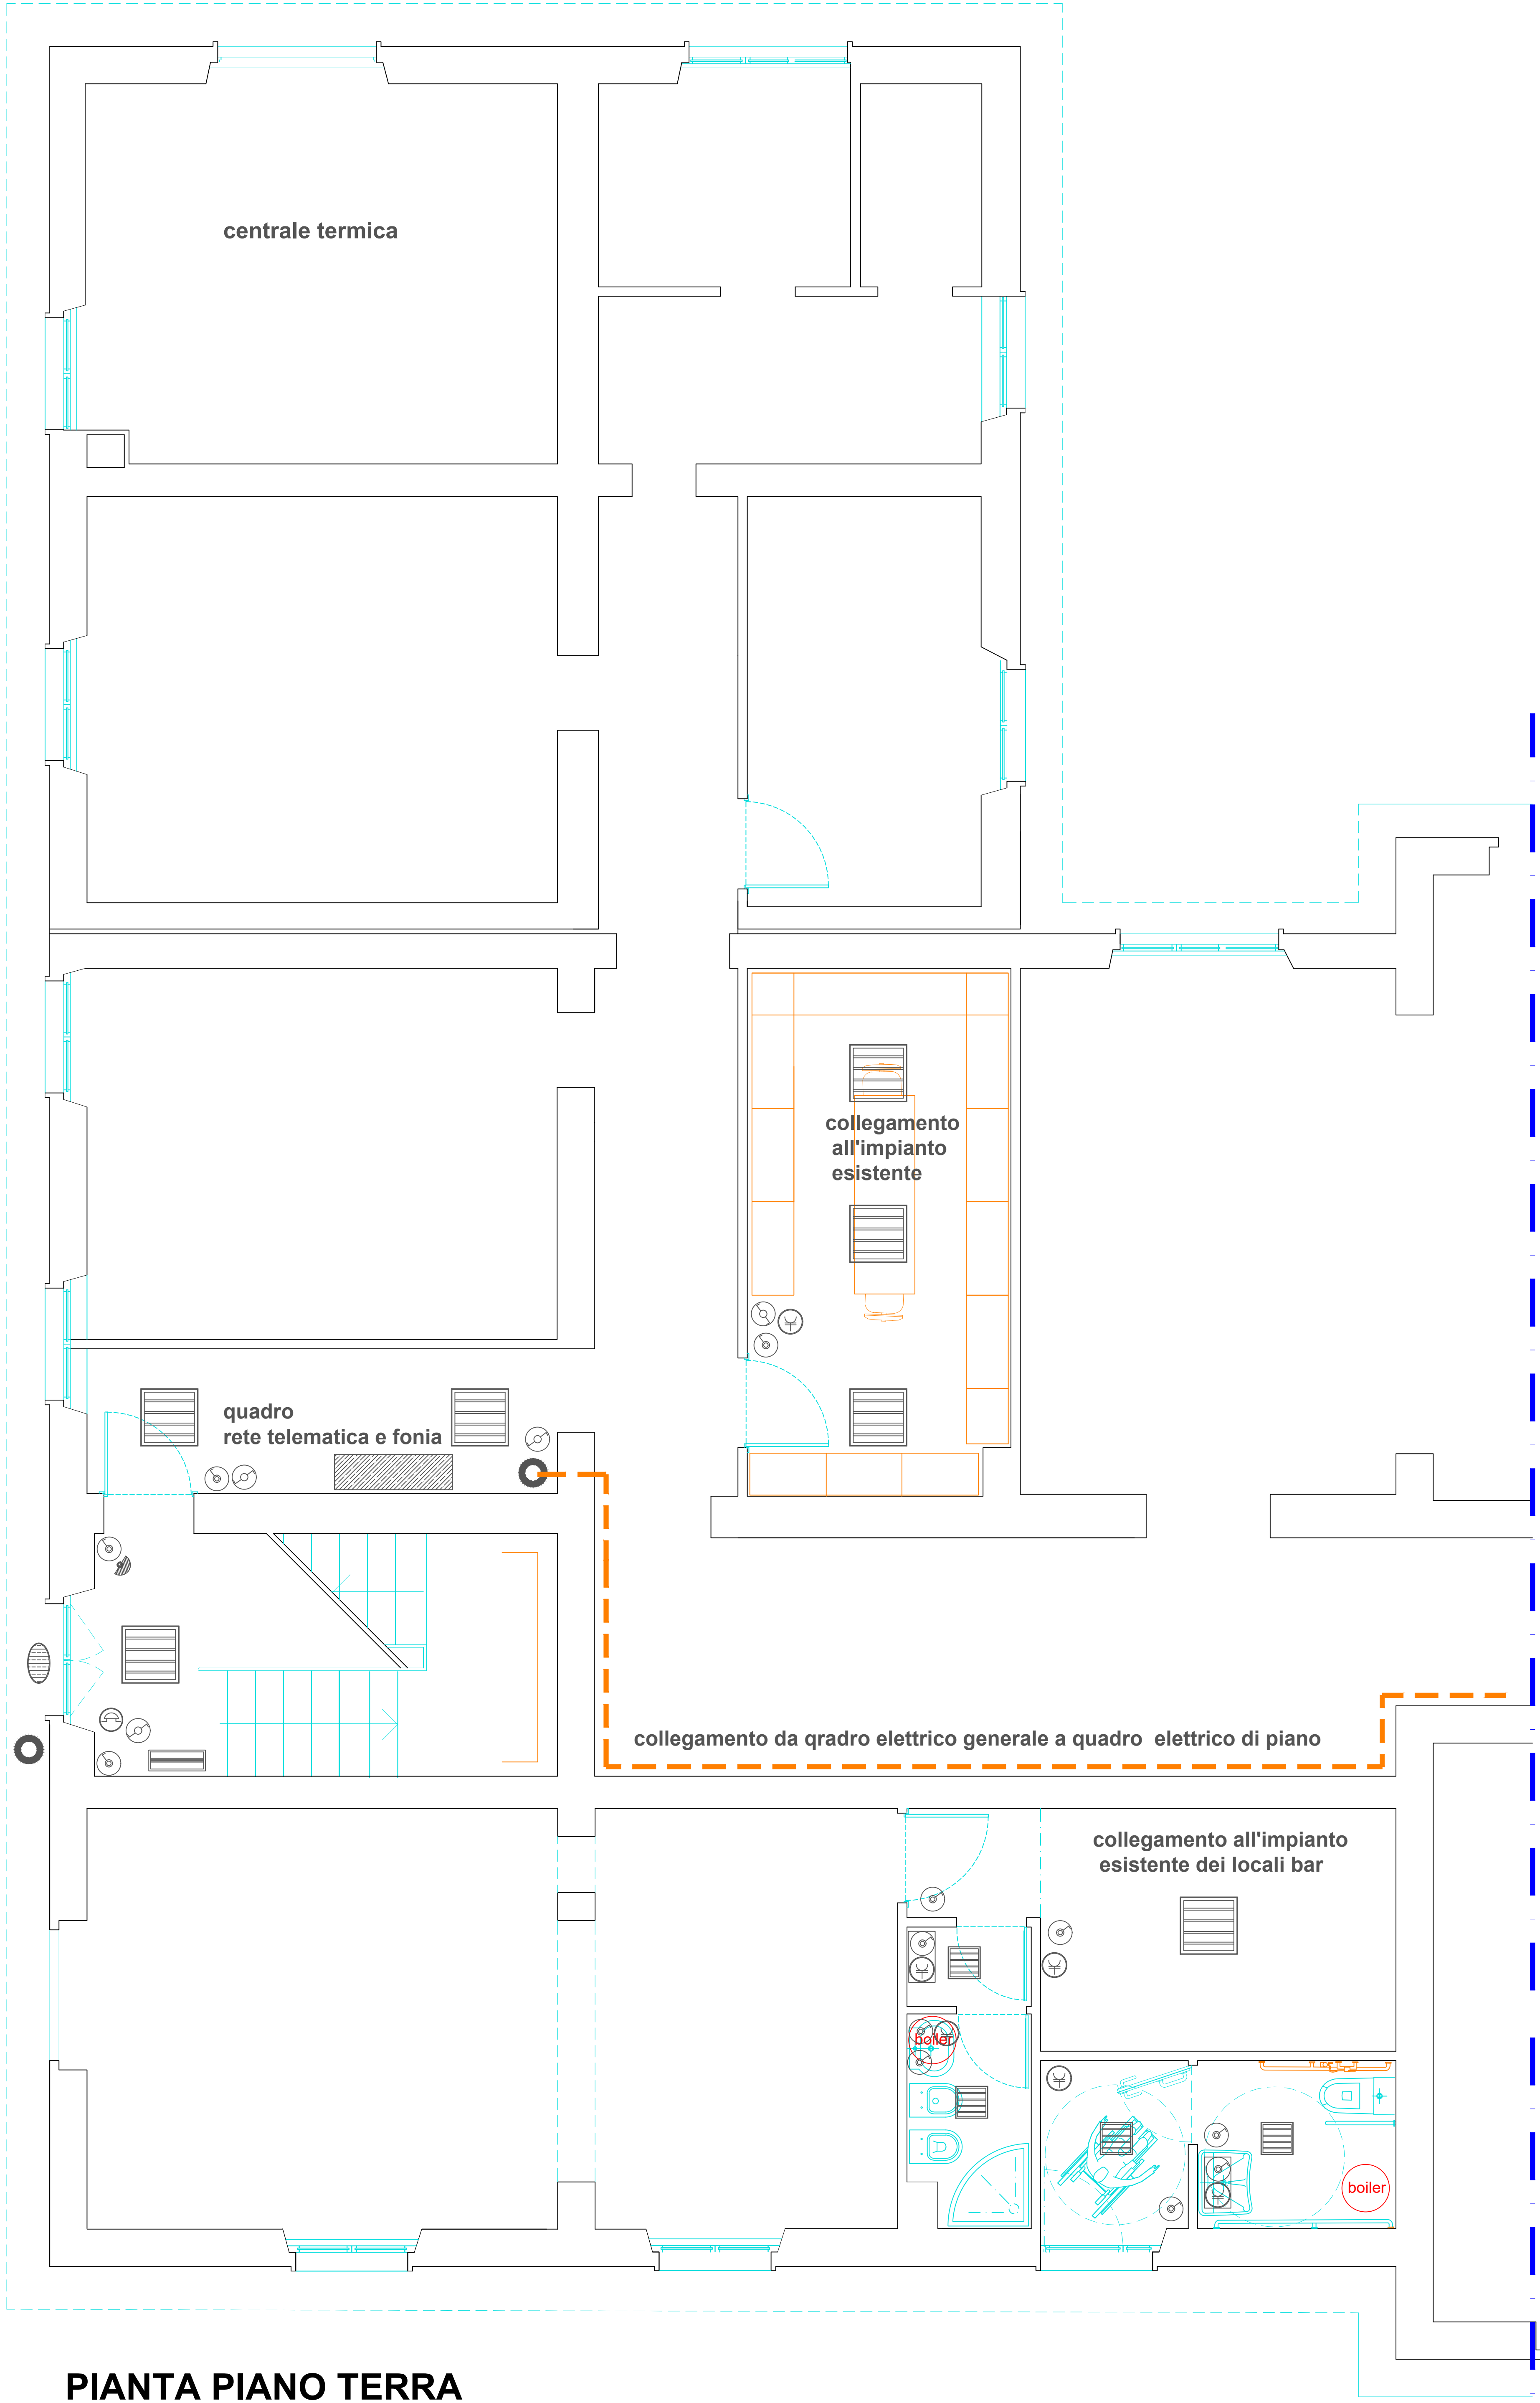 centrale termica
collegamento
all'impianto
esistente
quadro
rete telematica e fonia
collegamento da qradro elettrico generale a quadro elettrico di piano
collegamento all'impianto
esistente dei locali bar
boiler
boiler
PIANTA PIANO TERRA